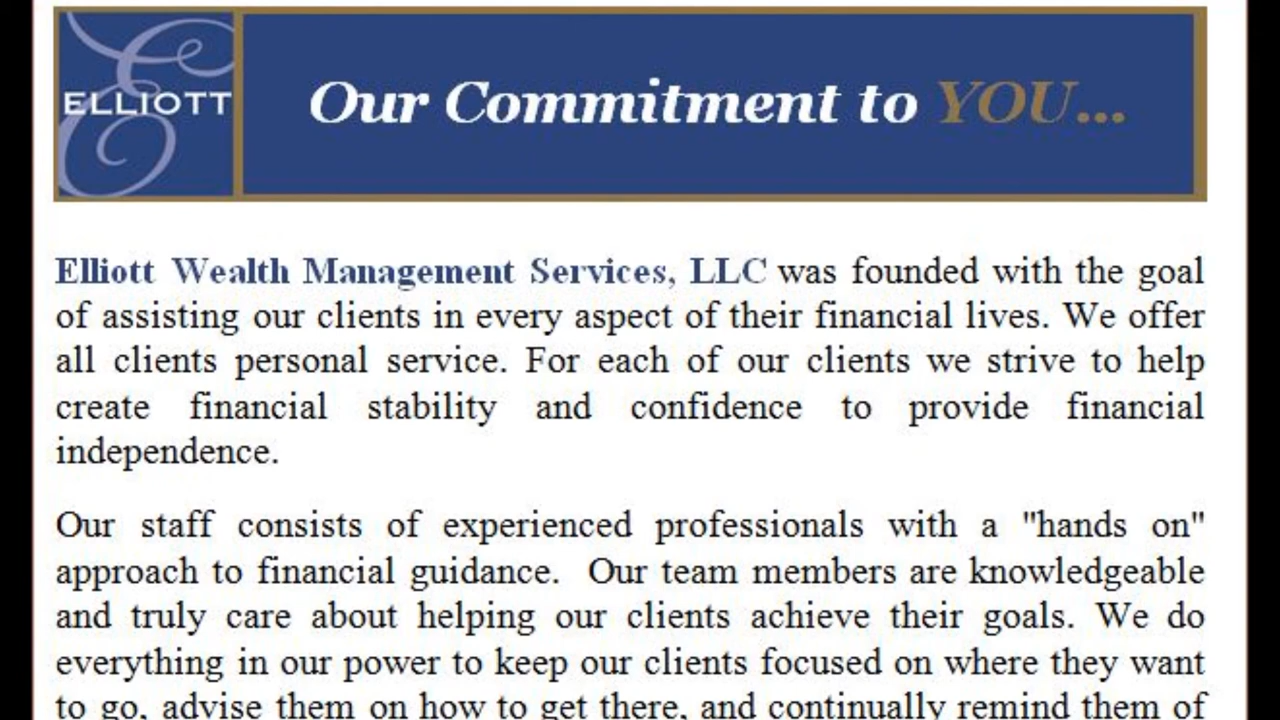 ELLIOTT
Our Commitment to YOU...
Elliott Wealth Management Services, LLC was founded with the goal
of assisting our clients in every aspect of their financial lives. We offer
all clients personal service. For each of our clients we strive to help
create financial stability and confidence to provide financial
independence.
Our staff consists of experienced professionals with a "hands on"
approach to financial guidance.  Our team members are knowledgeable
and truly care about helping our clients achieve their goals. We do
everything in our power to keep our clients focused on where they want
to go, advise them on how to get there, and continually remind them of